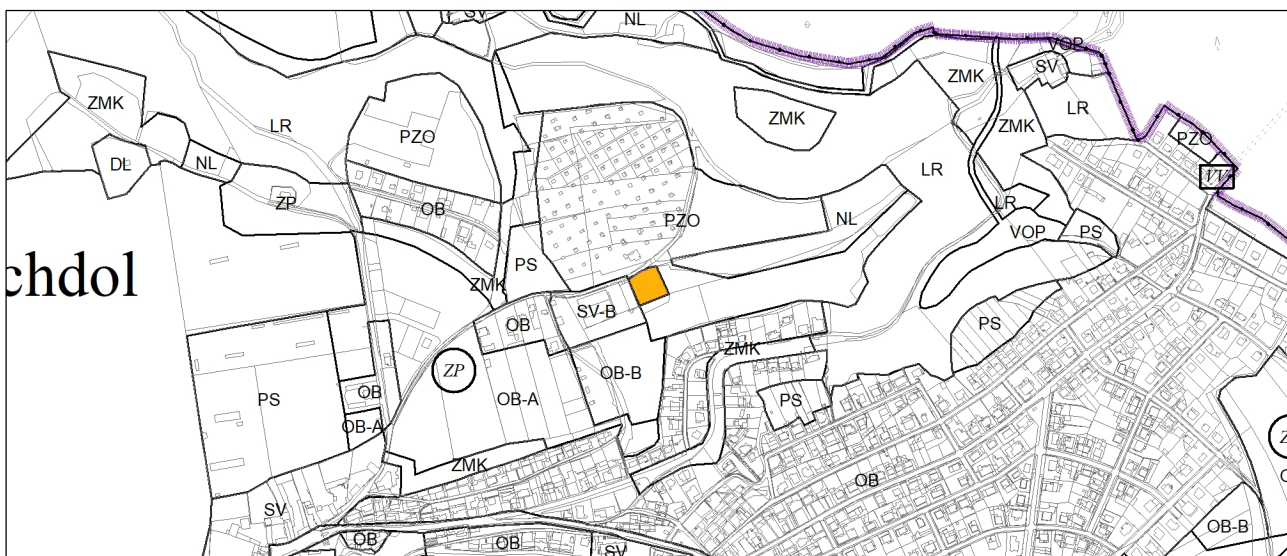 SV
NL
VOP
ZMK
SV
ZMK
ZMK
LR
LR
PZO
ZMK
PZO
DL
NL
LR
TV
ZP
OB
LR
PZO
NL
VOP
PS
chdol
PS
ZMK
SV-B
OB
PS
ZMK
ZP
OB-B
PS
OB
OB-A
PS
OB-A
ZMK
OB
SV
OB-B
OB
OB
SV